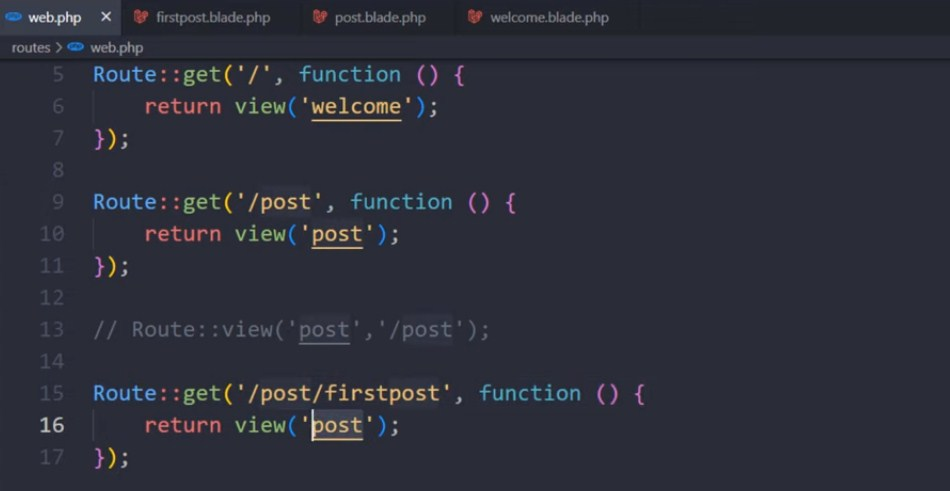 web.php × firstpost.blade.php post.blade.php welcome.blade.php
routes > web.php
5 Route::get('/', function () {
6     return view('welcome');
7 });
8
9 Route::get('/post', function () {
10     return view('post');
11 });
12
13 // Route::view('post','/post');
14
15 Route::get('/post/firstpost', function () {
16     return view('post');
17 });